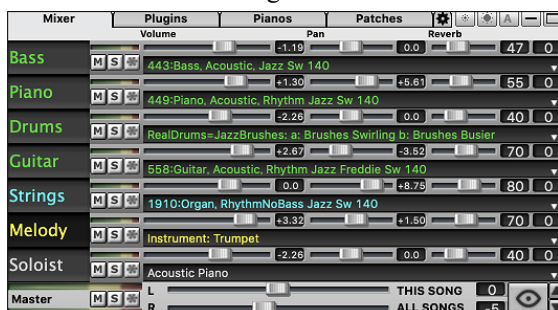 Mixer Plugins Pianos Patches A
Volume Pan Reverb
Bass M S -1.19 0.0 47 0
443:Bass, Acoustic, Jazz Sw 140
Piano M S +1.30 +5.61 55 0
449:Piano, Acoustic, Rhythm Jazz Sw 140
Drums M S -2.26 0.0 40 0
RealDrums=JazzBrushes: a: Brushes Swirling b: Brushes Busier
Guitar M S +2.67 -3.52 70 0
558:Guitar, Acoustic, Rhythm Jazz Freddie Sw 140
Strings M S 0.0 +8.75 80 0
1910:Organ, RhythmNoBass Jazz Sw 140
Melody M S +3.32 +1.50 70 0
Instrument: Trumpet
Soloist M S -2.26 0.0 40 0
Acoustic Piano
Master M S L THIS SONG 0
R ALL SONGS -5